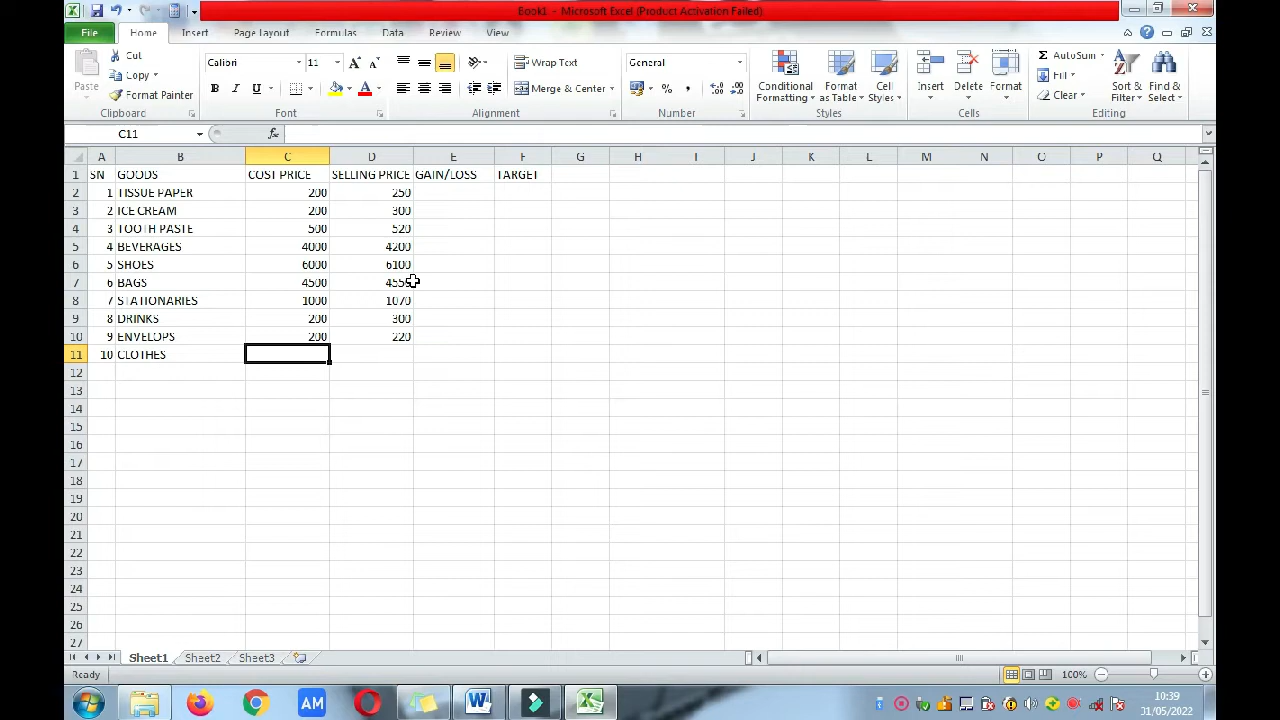 Book1 - Microsoft Excel (Product Activation Failed)
File Home Insert Page Layout Formulas Data Review View
Paste
Cut
Copy
Format Painter
Clipboard
Calibri 11
B I U A
Font
Wrap Text
Merge & Center
Alignment
General
% ,
Number
Conditional Formatting
Format as Table
Cell Styles
Styles
Insert Delete Format
Cells
AutoSum
Fill
Clear
Sort & Filter
Find & Select
Editing
C11 fx
A B C D E F G H I J K L M N O P Q
1 SN GOODS COST PRICE SELLING PRICE GAIN/LOSS TARGET
2 1 TISSUE PAPER 200 250
3 2 ICE CREAM 200 300
4 3 TOOTH PASTE 500 520
5 4 BEVERAGES 4000 4200
6 5 SHOES 6000 6100
7 6 BAGS 4500 4550
8 7 STATIONARIES 1000 1070
9 8 DRINKS 200 300
10 9 ENVELOPS 200 220
11 10 CLOTHES
12
13
14
15
16
17
18
19
20
21
22
23
24
25
26
27
Sheet1 Sheet2 Sheet3
Ready 100%
AM W
10:39
31/05/2022